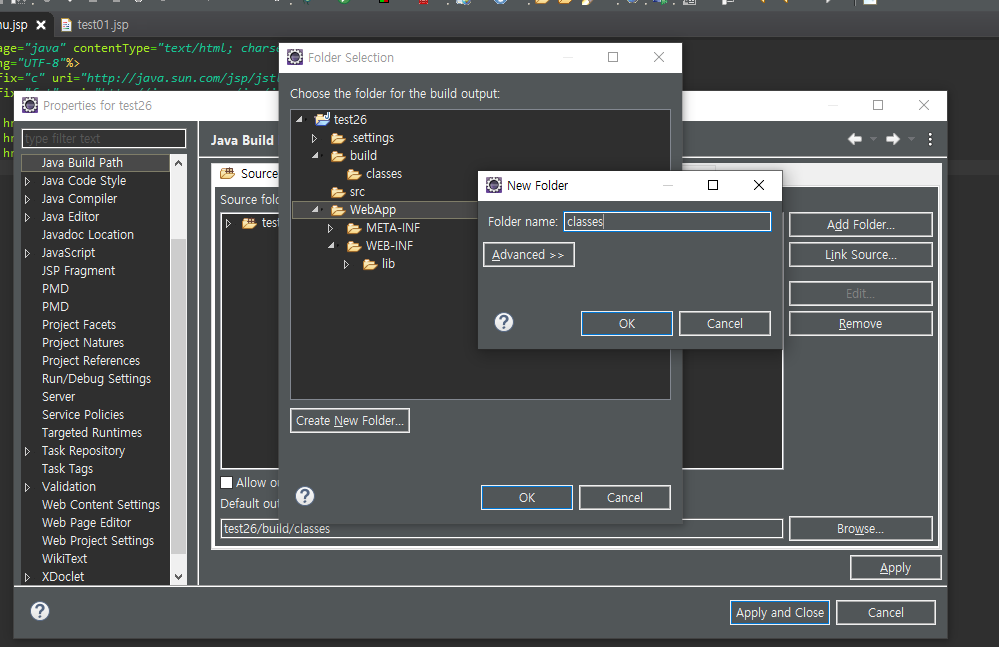 nu.jsp
test01.jsp
age="java" contentType="text/html; chars
ng="UTF-8"%>
fix="c" uri="http://java.sun.com/jsp/jst
Properties for test26
type filter text
Java Build Path
Java Code Style
Java Compiler
Java Editor
Javadoc Location
JavaScript
JSP Fragment
PMD
PMD
Project Facets
Project Natures
Project References
Run/Debug Settings
Server
Service Policies
Targeted Runtimes
Task Repository
Task Tags
Validation
Web Content Settings
Web Page Editor
Web Project Settings
WikiText
XDoclet
Java Build
Source
Source fold
tes
Allow ou
Default out
test26/build/classes
Add Folder...
Link Source...
Edit...
Remove
Browse...
Apply
Apply and Close
Cancel
Folder Selection
Choose the folder for the build output:
test26
.settings
build
classes
src
WebApp
META-INF
WEB-INF
lib
Create New Folder...
OK
Cancel
New Folder
Folder name: classes
Advanced >>
OK
Cancel